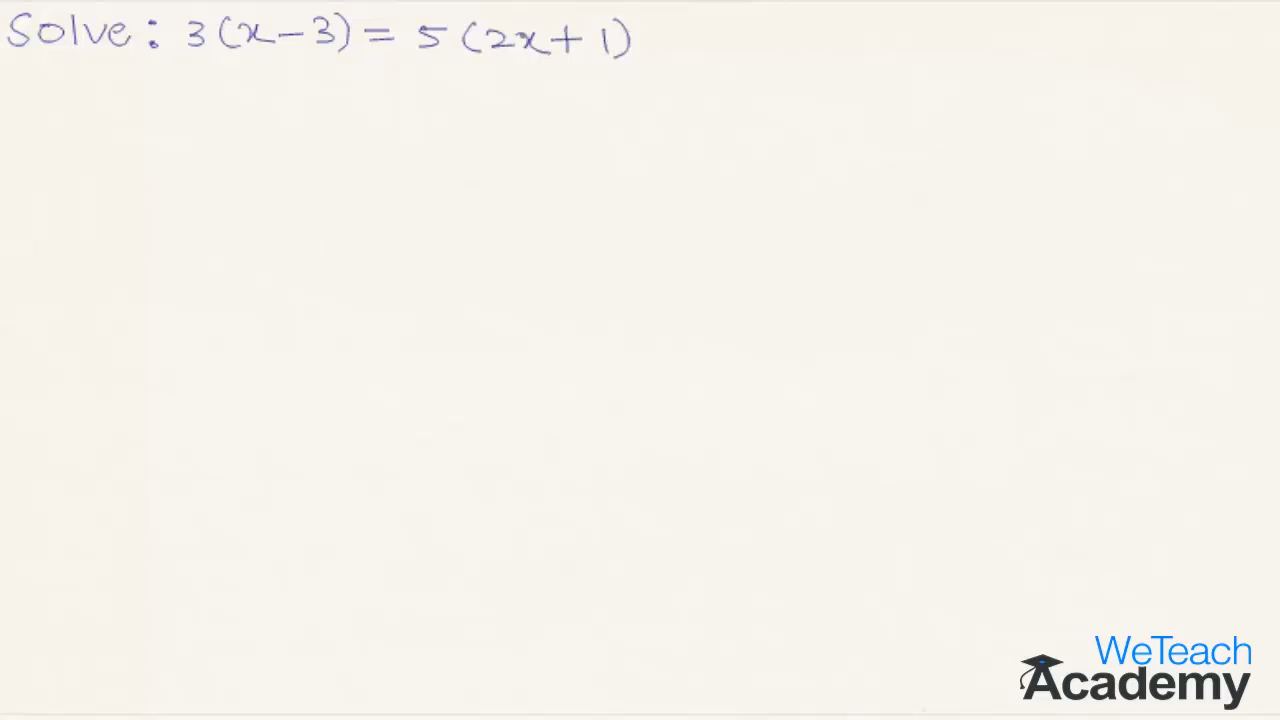 Solve: 3(x-3) = 5(2x+1)
WeTeach
Academy